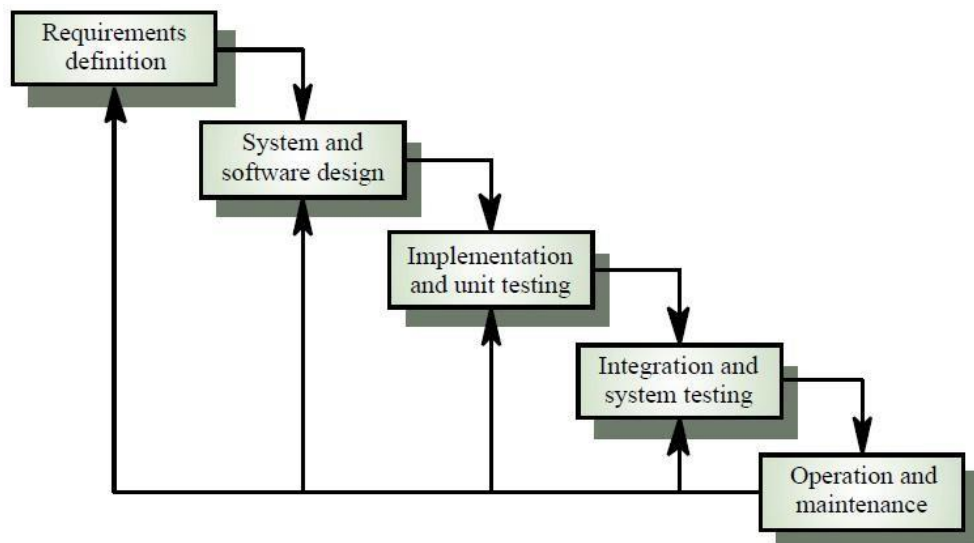 Requirements
definition
System and
software design
Implementation
and unit testing
Integration and
system testing
Operation and
maintenance